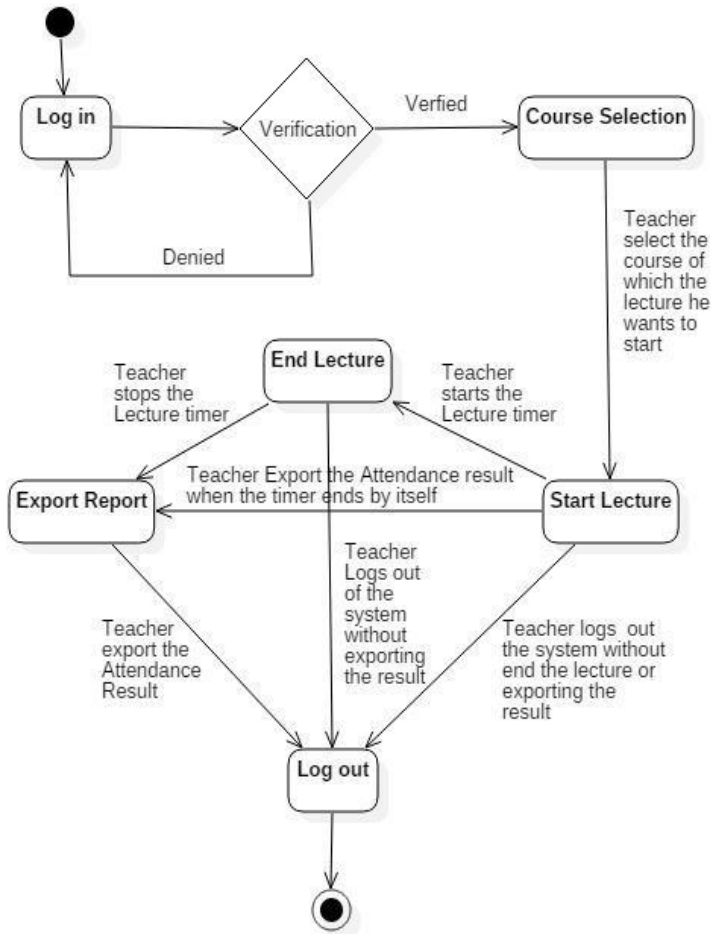 Log in
Verification
Verfied
Course Selection
Denied
Teacher
select the
course of
which the
lecture he
wants to
start
End Lecture
Teacher
stops the
Lecture timer
Teacher
starts the
Lecture timer
Teacher Export the Attendance result
when the timer ends by itself
Export Report
Start Lecture
Teacher
Logs out
of the
system
without
exporting
the result
Teacher
export the
Attendance
Result
Teacher logs out
the system without
end the lecture or
exporting the
result
Log out